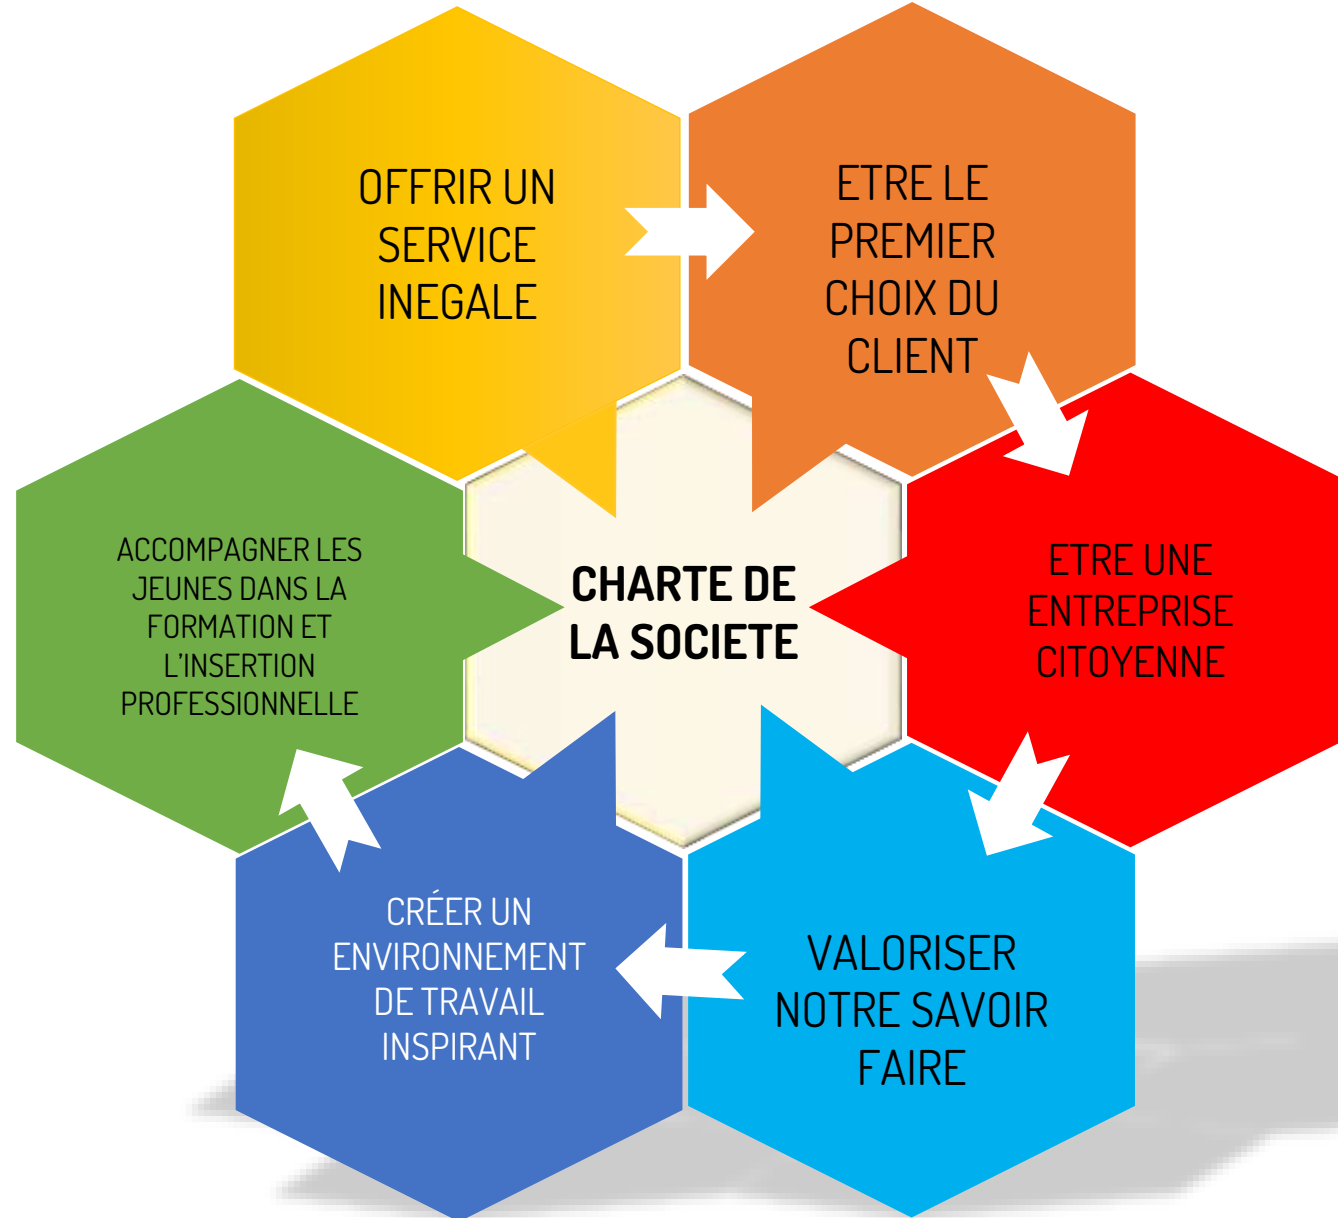 OFFRIR UN
SERVICE
INEGALE
ETRE LE
PREMIER
CHOIX DU
CLIENT
ACCOMPAGNER LES
JEUNES DANS LA
FORMATION ET
L'INSERTION
PROFESSIONNELLE
CHARTE DE
LA SOCIETE
ETRE UNE
ENTREPRISE
CITOYENNE
CRÉER UN
ENVIRONNEMENT
DE TRAVAIL
INSPIRANT
VALORISER
NOTRE SAVOIR
FAIRE